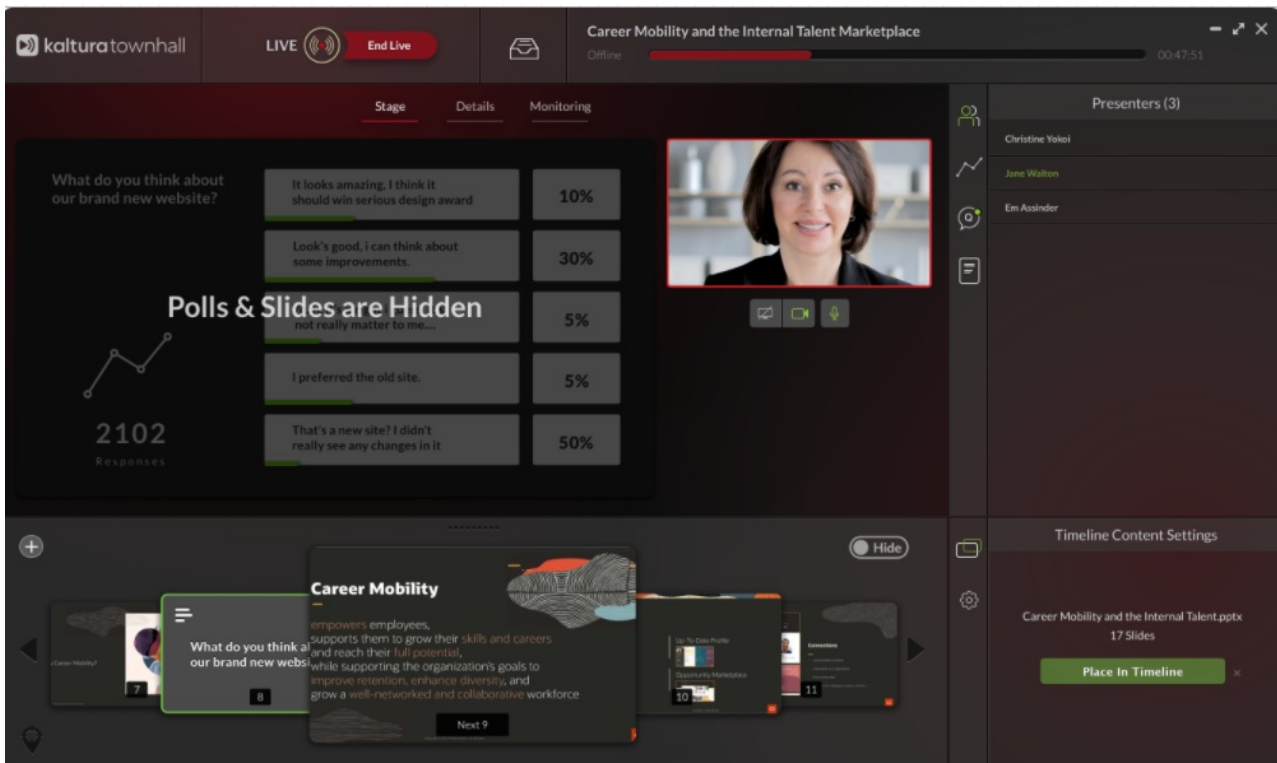 kaltura townhall
LIVE
End Live
Career Mobility and the Internal Talent Marketplace
Offline
00:47:51
Stage
Details
Monitoring
What do you think about
our brand new website?
It looks amazing, I think it
should win serious design award
10%
Look's good, i can think about
some improvements.
30%
Polls & Slides are Hidden
not really matter to me....
5%
I preferred the old site.
5%
That's a new site? I didn't
really see any changes in it
50%
2102
Responses
Presenters (3)
Christine Yokoi
Jane Walton
Em Assinder
Hide
Career Mobility?
7
What do you think a
our brand new websi
8
Career Mobility
empowers employees,
supports them to grow their skills and careers
and reach their full potential,
while supporting the organization's goals to
improve retention, enhance diversity, and
grow a well-networked and collaborative workforce
Next 9
Up-To-Date Profile
Opportunity Marketplace
10
Connections
11
Timeline Content Settings
Career Mobility and the Internal Talent.pptx
17 Slides
Place In Timeline